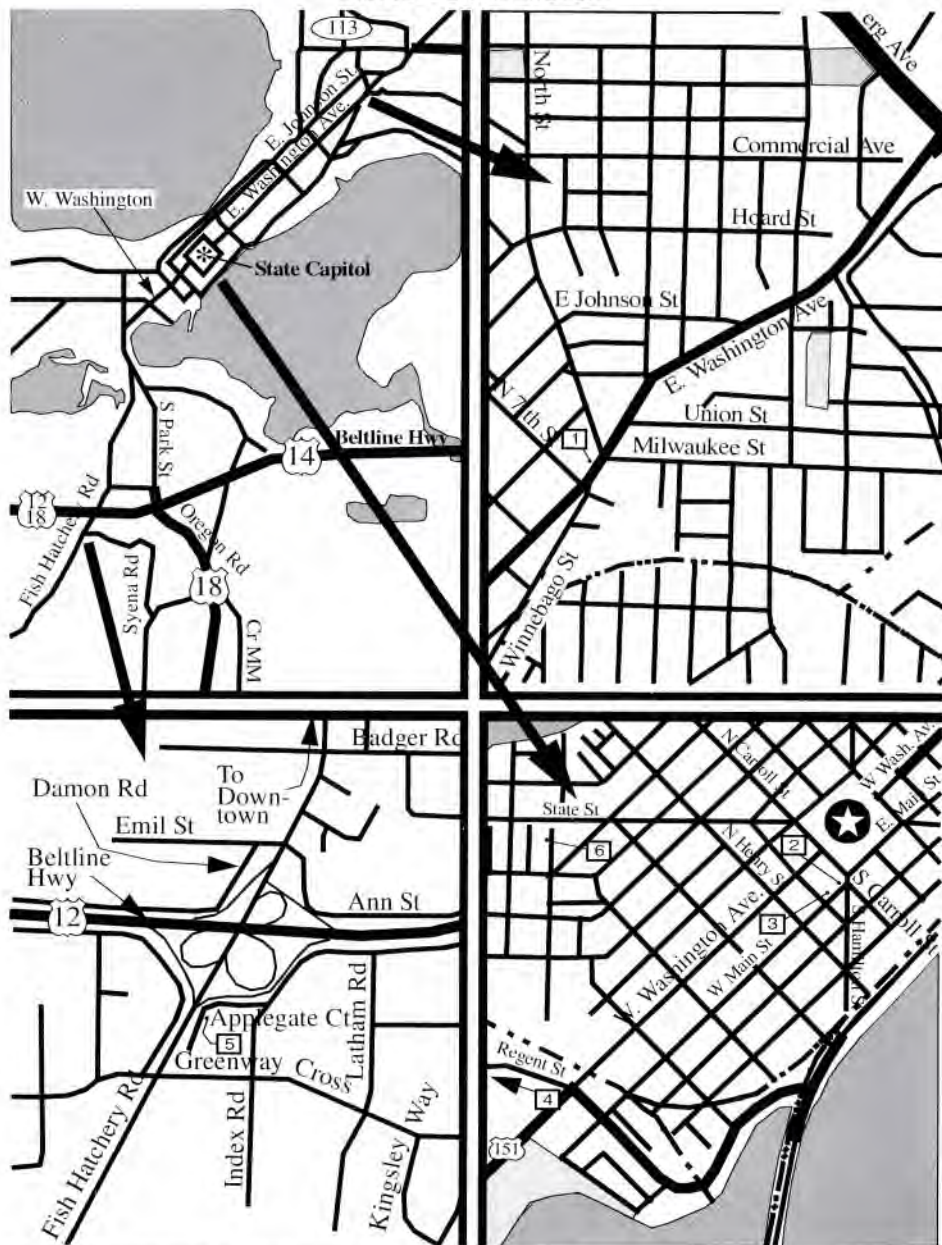 113
E. Johnson St.
E. Washington Ave.
W. Washington
*
State Capitol
S Park St
Beltline Hwy
14
12
18
Fish Hatchery Rd
Oregon Rd
Syena Rd
18
Cr MM
erg Ave
North St
Commercial Ave
Hoard St
E Johnson St
E. Washington Ave
N 7th S
1
Union St
Milwaukee St
Winnebago St
Badger Rd
To
Down-
town
Damon Rd
Emil St
Beltline
Hwy
12
Ann St
Applegate Ct
5
Latham Rd
Greenway Cross
Fish Hatchery Rd
Index Rd
Kingsley Way
N Carroll St
W Wash. Av.
E. Main St.
State St
6
2
N Henry S
S Carroll St
3
W. Washington Ave.
W Main St
Regent St
4
151